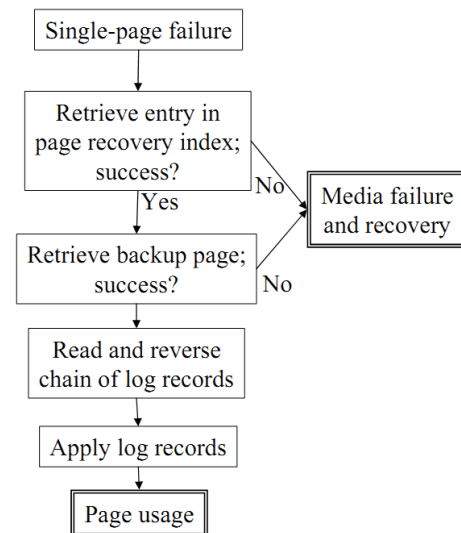 Single-page failure
Retrieve entry in
page recovery index;
success?
No
Yes
Media failure
and recovery
Retrieve backup page;
success?
No
Read and reverse
chain of log records
Apply log records
Page usage